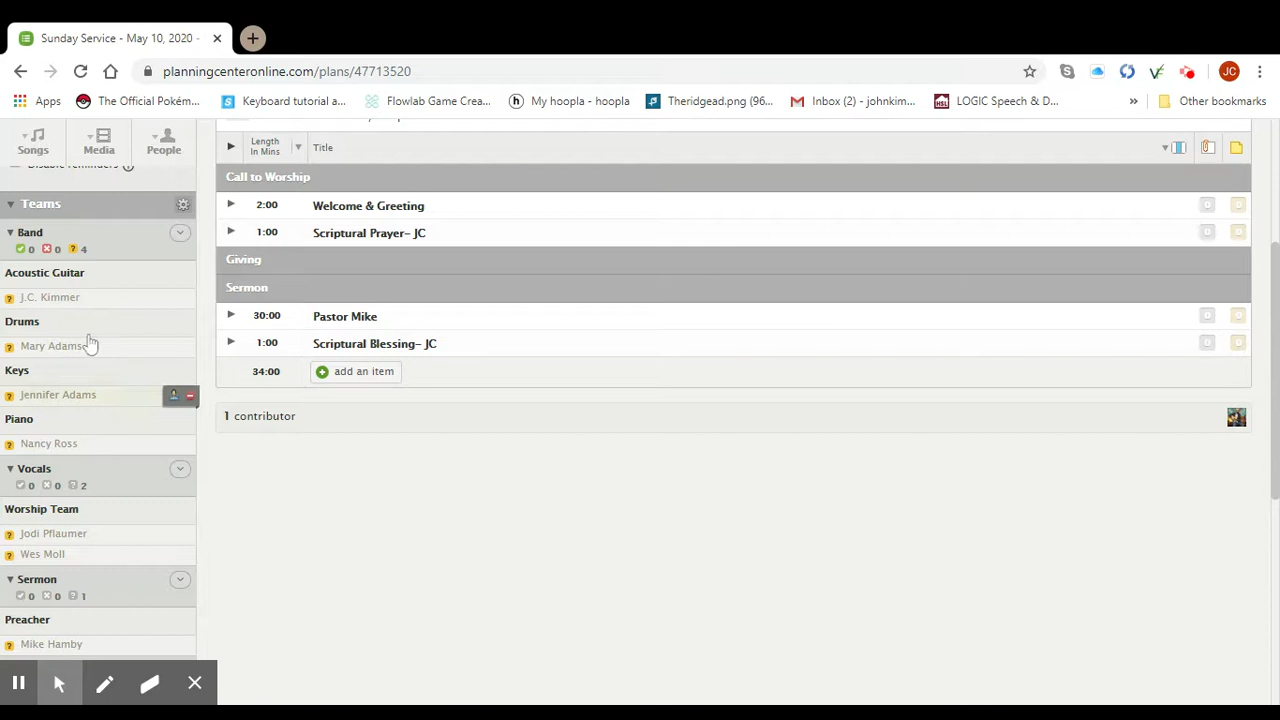 Sunday Service - May 10, 2020 -
planningcenteronline.com/plans/47713520
JC
Apps
The Official Pokém...
Keyboard tutorial a...
Flowlab Game Crea...
My hoopla - hoopla
Theridgead.png (96...
Inbox (2) - johnkim...
LOGIC Speech & D...
Other bookmarks
Songs
Media
People
Length
In Mins
Title
Teams
Band
0 0 4
Acoustic Guitar
J.C. Kimmer
Drums
Mary Adams
Keys
Jennifer Adams
Piano
Nancy Ross
Vocals
0 0 2
Worship Team
Jodi Pflaumer
Wes Moll
Sermon
0 0 1
Preacher
Mike Hamby
Call to Worship
2:00 Welcome & Greeting
1:00 Scriptural Prayer- JC
Giving
Sermon
30:00 Pastor Mike
1:00 Scriptural Blessing- JC
34:00 add an item
1 contributor